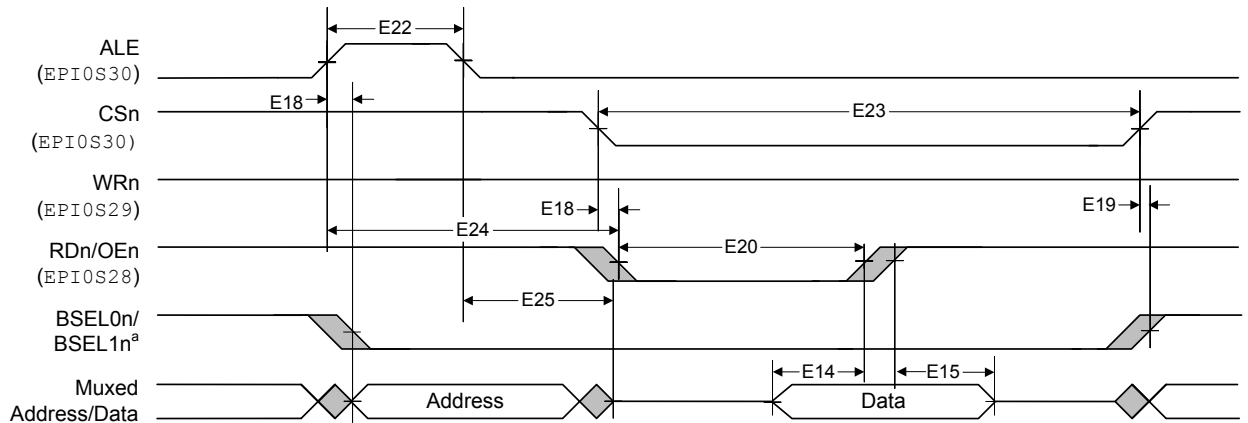 E22
ALE
(EPI0S30)
E18
CSn
E23
(EPI0S30)
WRn
(EPI0S29)
E18
E19
E24
RDn/OEn
E20
(EPI0S28)
E25
BSEL0n/
BSEL1nª
E14
E15
Muxed
Address/Data
Address
Data